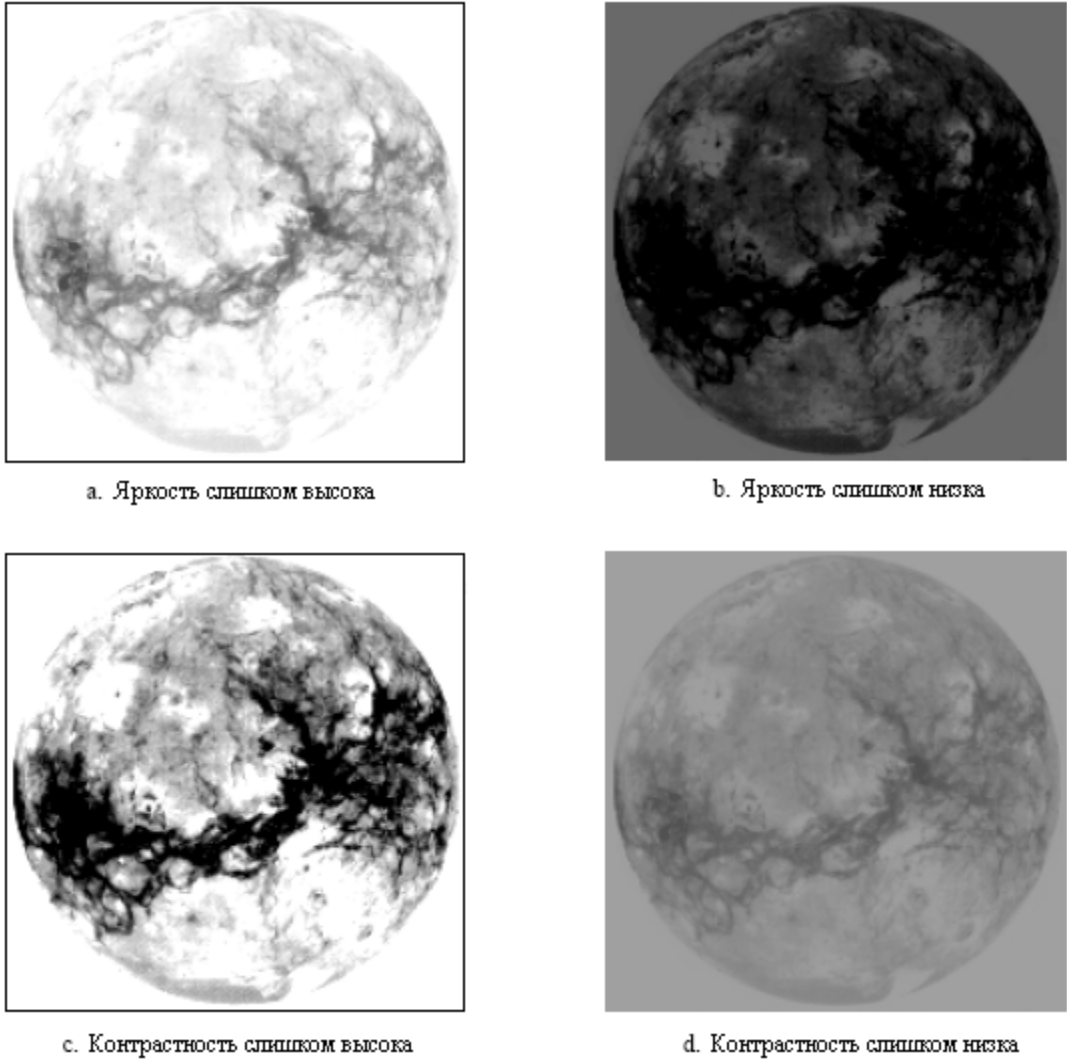 a. Яркость слишком высока
b. Яркость слишком низка
c. Контрастность слишком высока
d. Контрастность слишком низка